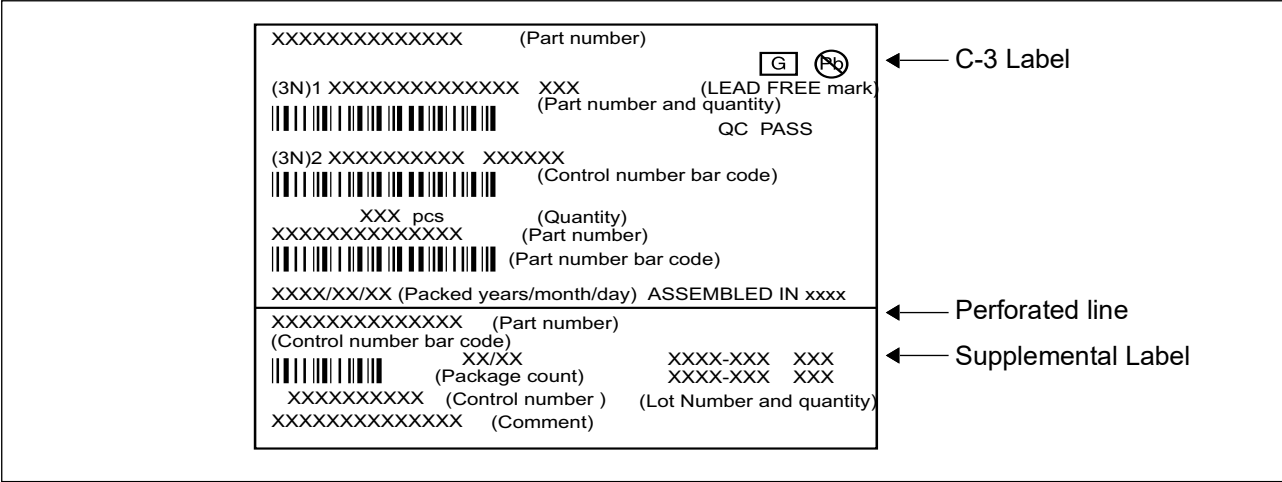 XXXXXXXXXXXXXX (Part number)
G Pb C-3 Label
(3N)1 XXXXXXXXXXXXXX XXX (LEAD FREE mark)
(Part number and quantity)
QC PASS
(3N)2 XXXXXXXXXX XXXXXX
(Control number bar code)
XXX pcs (Quantity)
XXXXXXXXXXXXXX (Part number)
(Part number bar code)
XXXX/XX/XX (Packed years/month/day) ASSEMBLED IN xxxx
Perforated line
XXXXXXXXXXXXXX (Part number)
(Control number bar code)
XX/XX XXXX-XXX XXX Supplemental Label
(Package count) XXXX-XXX XXX
XXXXXXXXXX (Control number ) (Lot Number and quantity)
XXXXXXXXXXXXXX (Comment)